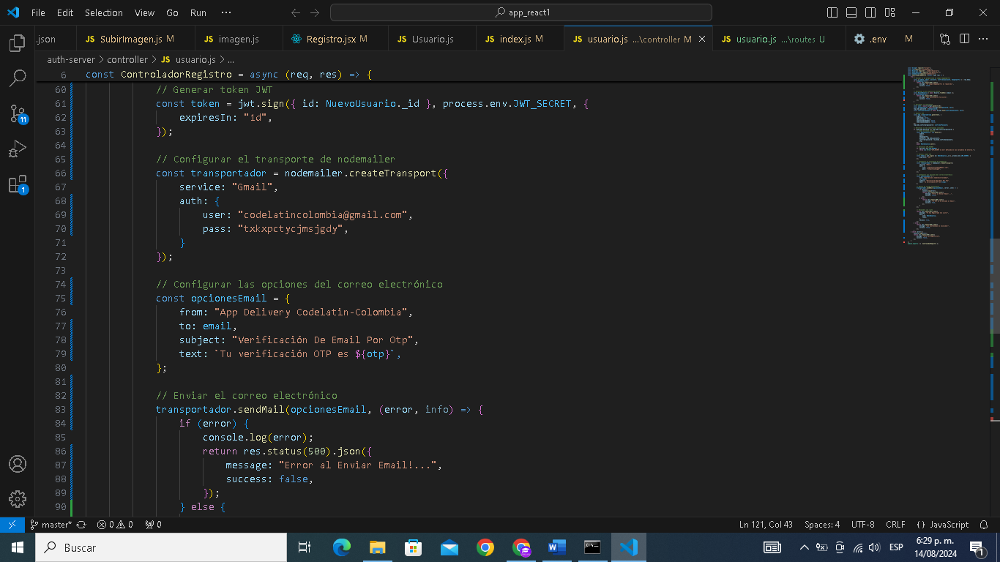 File Edit Selection View Go Run ··· app_react1
.json JS SubirImagen.js M JS imagen.js Registro.jsx M JS Usuario.js JS index.js M JS usuario.js ...\controller M JS usuario.js ...\routes U .env M
auth-server > controller > JS usuario.js > ...
6 const ControladorRegistro = async (req, res) => {
60 // Generar token JWT
61 const token = jwt.sign({ id: NuevoUsuario._id }, process.env.JWT_SECRET, {
62 expiresIn: "1d",
63 });
64
65 // Configurar el transporte de nodemailer
66 const transportador = nodemailer.createTransport({
67 service: "Gmail",
68 auth: {
69 user: "codelatincolombia@gmail.com",
70 pass: "txkxpctycjmsjgdy",
71 }
72 });
73
74 // Configurar las opciones del correo electrónico
75 const opcionesEmail = {
76 from: "App Delivery Codelatin-Colombia",
77 to: email,
78 subject: "Verificación De Email Por Otp",
79 text: `Tu verificación OTP es ${otp}`,
80 };
81
82 // Enviar el correo electrónico
83 transportador.sendMail(opcionesEmail, (error, info) => {
84 if (error) {
85 console.log(error);
86 return res.status(500).json({
87 message: "Error al Enviar Email!...",
88 success: false,
89 });
90 } else {
11
1
master* 0 0 0 Ln 121, Col 43 Spaces: 4 UTF-8 CRLF {} JavaScript
Buscar ESP 6:29 p. m.
14/08/2024 1